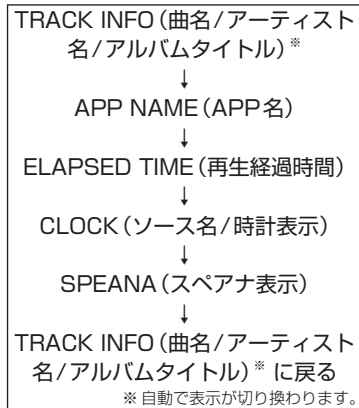 TRACK INFO（曲名/アーティスト
名/アルバムタイトル）※
↓
APP NAME（APP名）
↓
ELAPSED TIME（再生経過時間）
↓
CLOCK（ソース名/時計表示）
↓
SPEANA（スペアナ表示）
↓
TRACK INFO（曲名/アーティスト
名/アルバムタイトル）※ に戻る
※ 自動で表示が切り換わります。